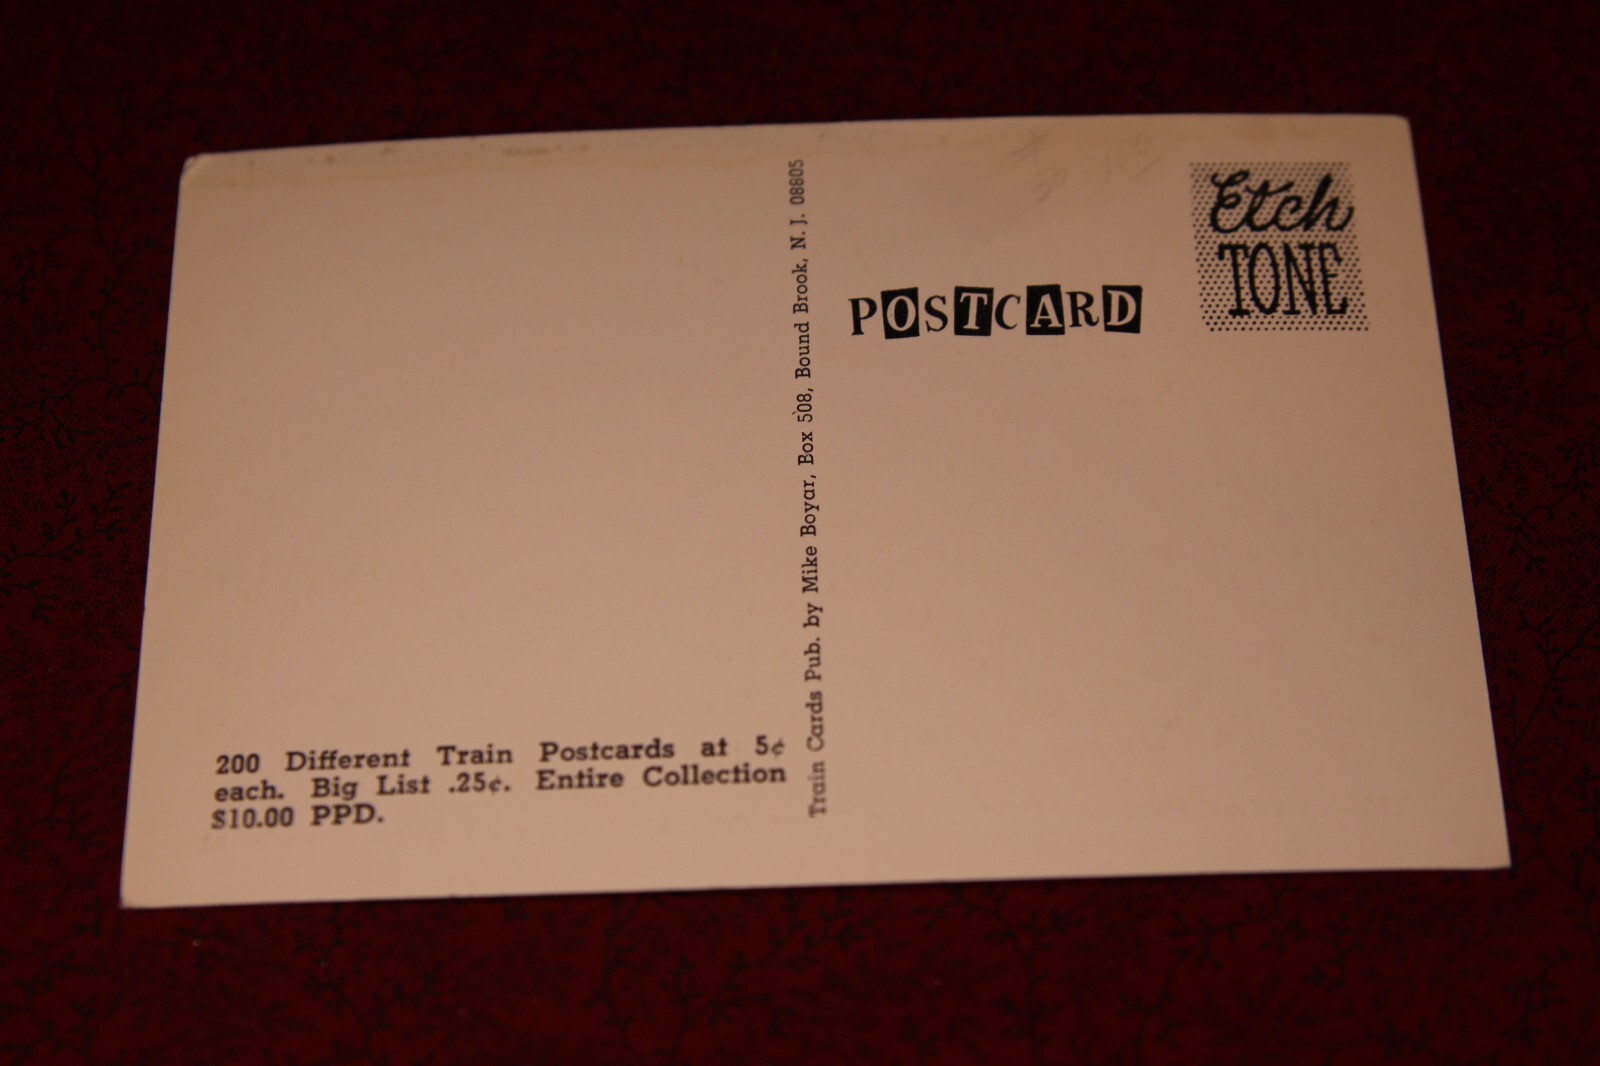 200 Different Train Postcards at 5¢
each. Big List .25¢. Entire Collection
$10.00 PPD.
Train Cards Pub. by Mike Boyar, Box 508, Bound Brook, N. J. 08805
POSTCARD
Etch
TONE